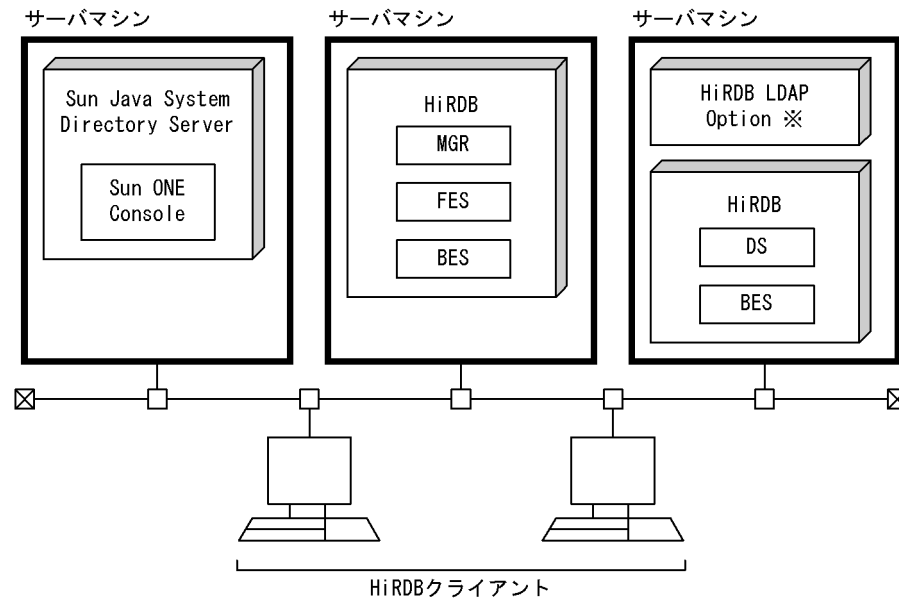 サーバマシン
サーバマシン
サーバマシン
Sun Java System
Directory Server
Sun ONE
Console
HiRDB
MGR
FES
BES
HiRDB LDAP
Option ※
HiRDB
DS
BES
HiRDBクライアント